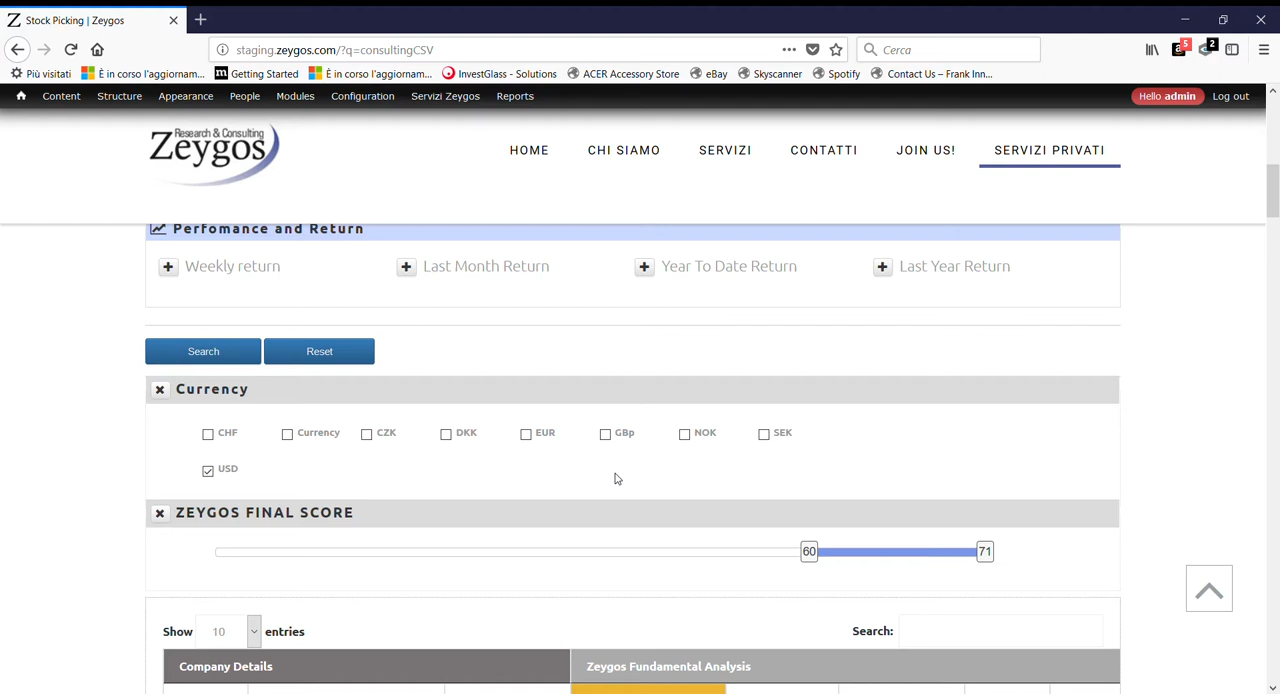 Stock Picking | Zeygos
staging.zeygos.com/?q=consultingCSV
Cerca
5
2
Più visitati È in corso l'aggiornam... Getting Started È in corso l'aggiornam... InvestGlass - Solutions ACER Accessory Store eBay Skyscanner Spotify Contact Us – Frank Inn...
Content Structure Appearance People Modules Configuration Servizi Zeygos Reports Hello admin Log out
Research & Consulting
Zeygos
HOME CHI SIAMO SERVIZI CONTATTI JOIN US! SERVIZI PRIVATI
Perfomance and Return
Weekly return Last Month Return Year To Date Return Last Year Return
Search Reset
Currency
CHF Currency CZK DKK EUR GBp NOK SEK
USD
ZEYGOS FINAL SCORE
60 71
Show 10 entries Search:
Company Details Zeygos Fundamental Analysis